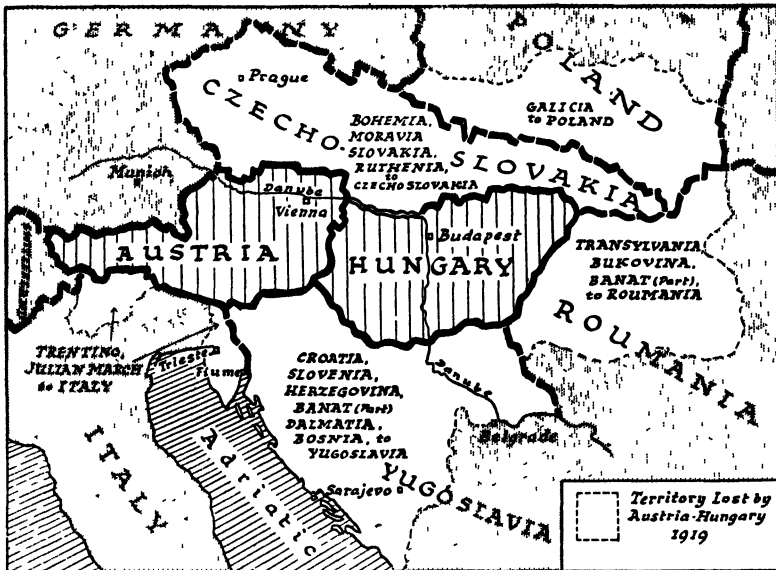 GERMANY
POLAND
Prague
GALICIA
to POLAND
CZECHO-SLOVAKIA
BOHEMIA,
MORAVIA
SLOVAKIA,
RUTHENIA,
to
CZECHO SLOVAKIA
Munich
Danube
Vienna
AUSTRIA
HUNGARY
Budapest
TRANSYLVANIA,
BUKOVINA,
BANAT (Part),
to ROUMANIA
ROUMANIA
TRENTINO,
JULIAN MARCH
to ITALY
Trieste
Fiume
CROATIA,
SLOVENIA,
HERZEGOVINA,
BANAT (Part)
DALMATIA,
BOSNIA, to
YUGOSLAVIA
Danube
Belgrade
ITALY
Adriatic
Sarajevo
YUGOSLAVIA
Territory Lost by
Austria-Hungary
1919